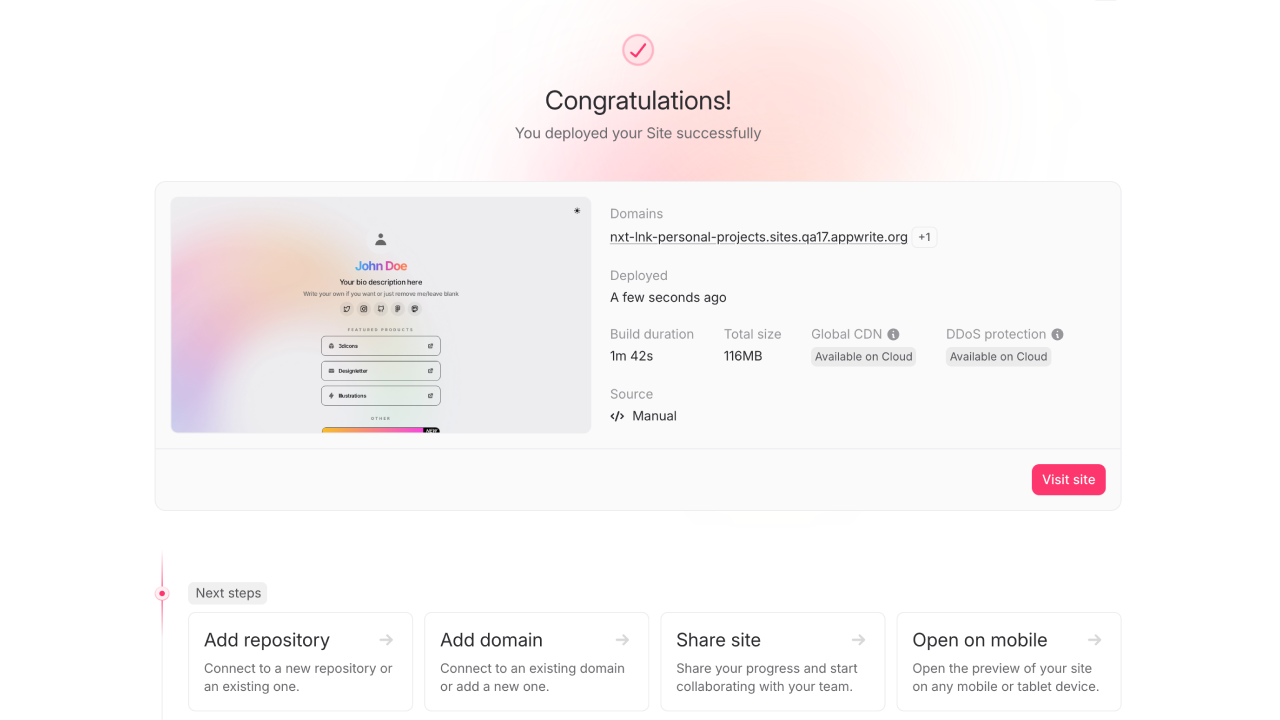 Congratulations!
You deployed your Site successfully
John Doe
Your bio description here
Write your own if you want or just remove me/leave blank
FEATURED PRODUCTS
3dicons
Designletter
Illustrations
OTHER
NEW
Domains
nxt-lnk-personal-projects.sites.qa17.appwrite.org +1
Deployed
A few seconds ago
Build duration Total size Global CDN DDoS protection
1m 42s 116MB Available on Cloud Available on Cloud
Source
Manual
Visit site
Next steps
Add repository
Connect to a new repository or
an existing one.
Add domain
Connect to an existing domain
or add a new one.
Share site
Share your progress and start
collaborating with your team.
Open on mobile
Open the preview of your site
on any mobile or tablet device.